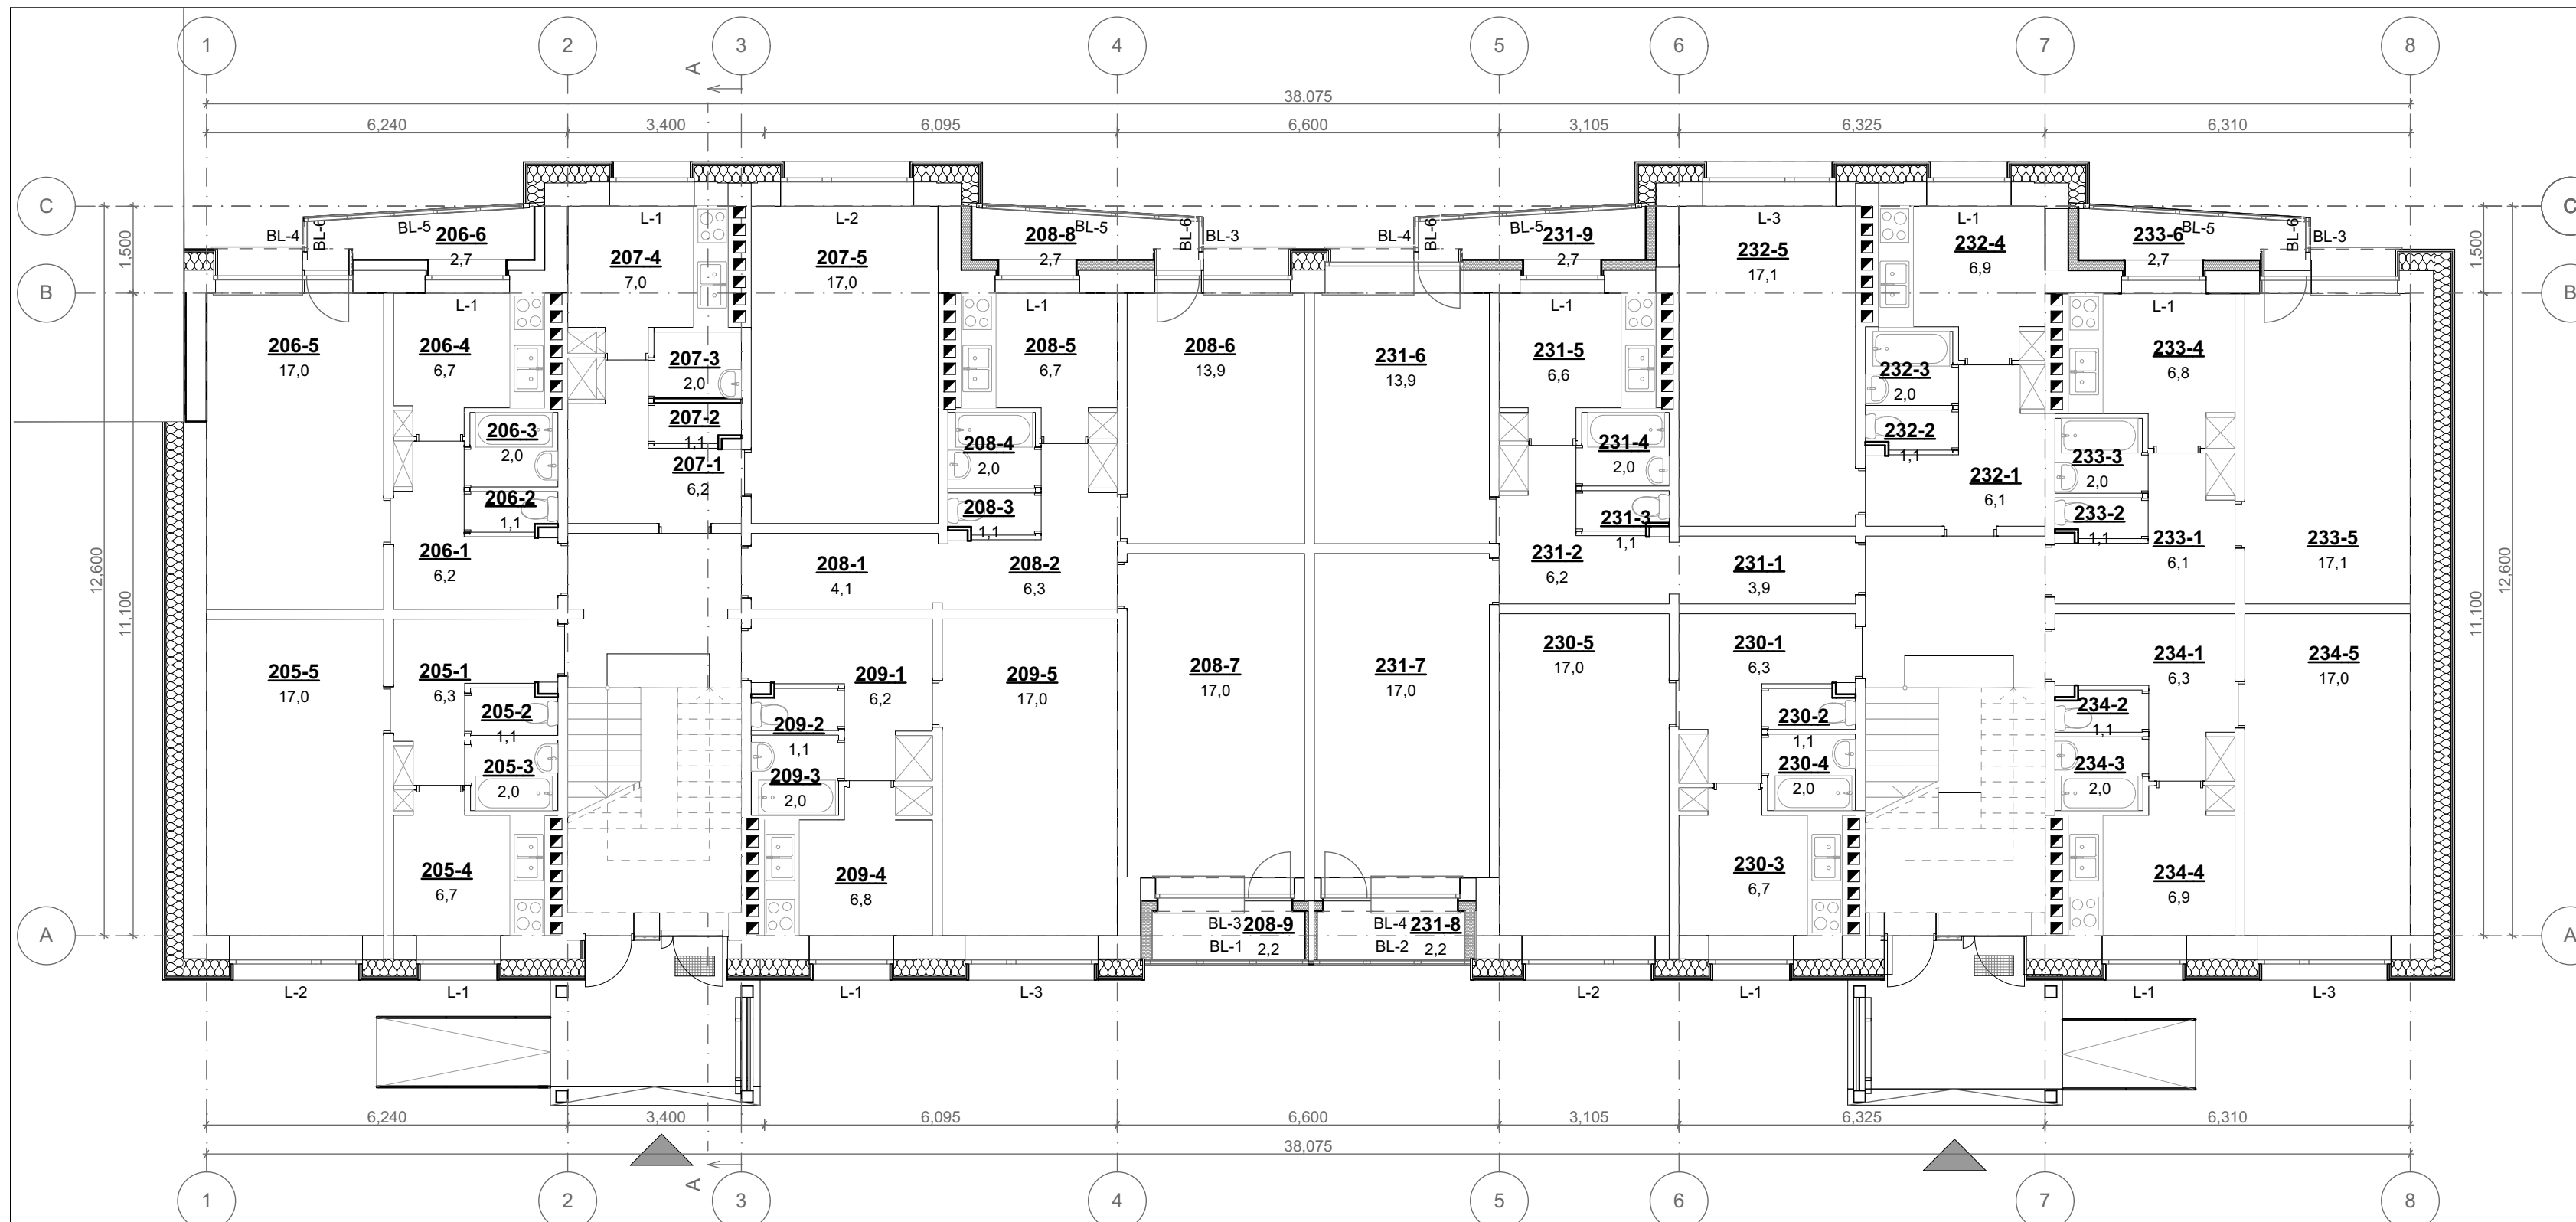 1 2 3 4 5 6 7 8
A
38,075
6,240 3,400 6,095 6,600 3,105 6,325 6,310
C C
L-1 L-2 L-3 L-1
BL-4 BL-6 BL-5 206-6 208-8 BL-5 BL-6 BL-3 BL-4 BL-6 BL-5 231-9 233-6 BL-5 BL-6 BL-3
2,7 2,7 2,7 2,7
1,500 1,500
207-4 207-5 232-5 232-4
7,0 17,0 17,1 6,9
B B
L-1 L-1 L-1 L-1
206-5 206-4 207-3 208-5 208-6 231-6 231-5 232-3 233-4
17,0 6,7 2,0 6,7 13,9 13,9 6,6 2,0 6,8
206-3 207-2 208-4 231-4 232-2 233-3
2,0 1,1 2,0 2,0 1,1 2,0
207-1 232-1
6,2 6,1
206-2 208-3 231-3 233-2
1,1 1,1 1,1 1,1
206-1 208-1 208-2 231-2 231-1 233-1 233-5
6,2 4,1 6,3 6,2 3,9 6,1 17,1
12,600 11,100 11,100 12,600
205-5 205-1 209-1 209-5 208-7 231-7 230-5 230-1 234-1 234-5
17,0 6,3 6,2 17,0 17,0 17,0 17,0 6,3 6,3 17,0
205-2 209-2 230-2 234-2
1,1 1,1 1,1 1,1
205-3 209-3 230-4 234-3
2,0 2,0 2,0 2,0
205-4 209-4 230-3 234-4
6,7 6,8 6,7 6,9
BL-3 208-9 BL-4 231-8
A A
BL-1 2,2 BL-2 2,2
L-2 L-1 L-1 L-3 L-2 L-1 L-1 L-3
6,240 3,400 6,095 6,600 3,105 6,325 6,310
38,075
A
1 2 3 4 5 6 7 8